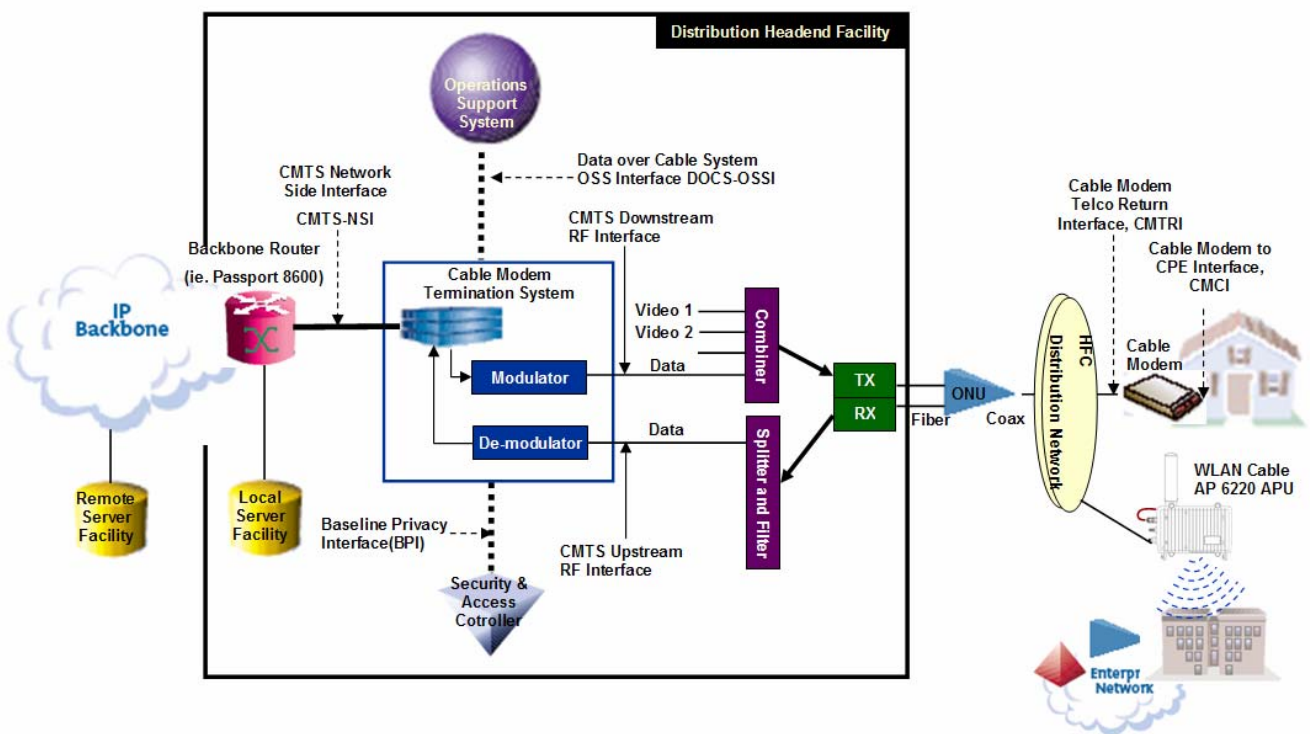 Distribution Headend Facility
Operations
Support
System
Data over Cable System
OSS Interface DOCS-OSSI
CMTS Network
Side Interface
CMTS-NSI
CMTS Downstream
RF Interface
Cable Modem
Telco Return
Interface, CMTRI
Cable Modem to
CPE Interface,
CMCI
Backbone Router
(ie. Passport 8600)
Cable Modem
Termination System
IP
Backbone
Video 1
Video 2
Combiner
Data
Modulator
TX
RX
ONU
Fiber
Coax
HFC
Distribution Network
Cable
Modem
De-modulator
Data
Splitter and Filter
WLAN Cable
AP 6220 APU
Remote
Server
Facility
Local
Server
Facility
Baseline Privacy
Interface(BPI)
CMTS Upstream
RF Interface
Security &
Access
Cotroller
Enterpr
Network